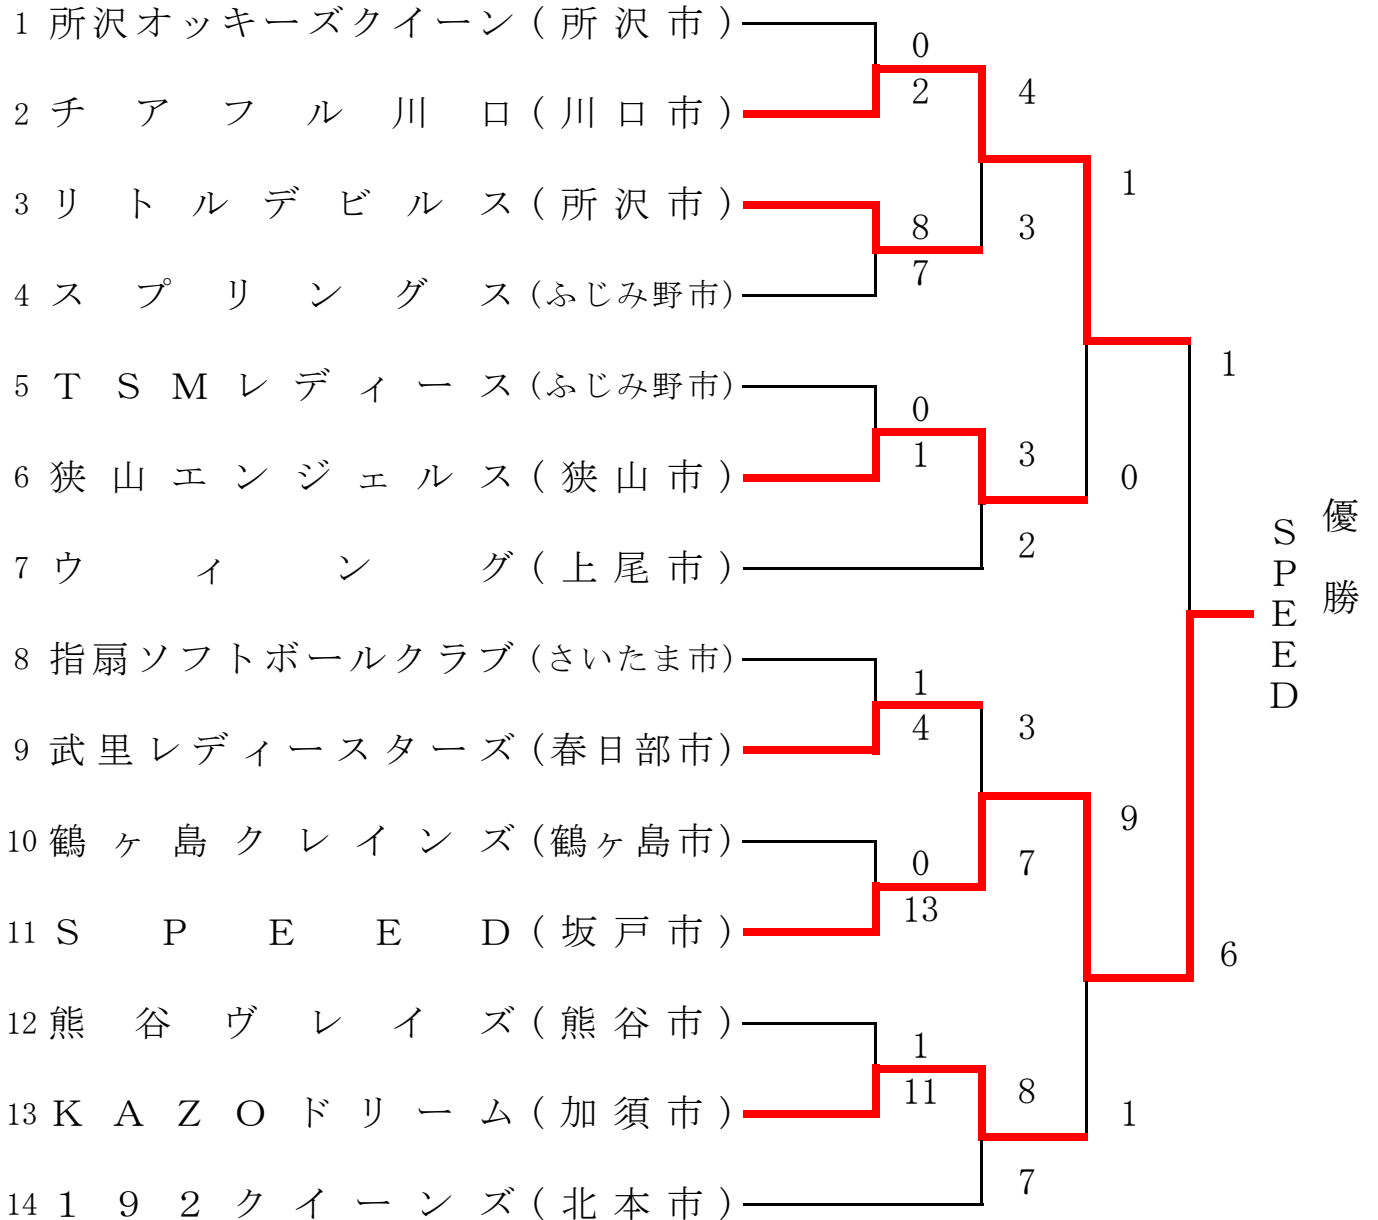 1 所沢オッキーズクイーン(所沢市)
0
2 チアフル川口(川口市)
2
4
3 リトルデビルス(所沢市)
1
8
3
4 スプリングス(ふじみ野市)
7
5 TSMレディース(ふじみ野市)
1
0
6 狭山エンジェルス(狭山市)
1
3
0
7 ウィング(上尾市)
2
優勝
SPEED
8 指扇ソフトボールクラブ(さいたま市)
1
9 武里レディースターズ(春日部市)
4
3
10 鶴ヶ島クレインズ(鶴ヶ島市)
9
0
7
11 SPEED(坂戸市)
13
6
12 熊谷ヴレイズ(熊谷市)
1
13 KAZOドリーム(加須市)
11
8
1
14 192クイーンズ(北本市)
7